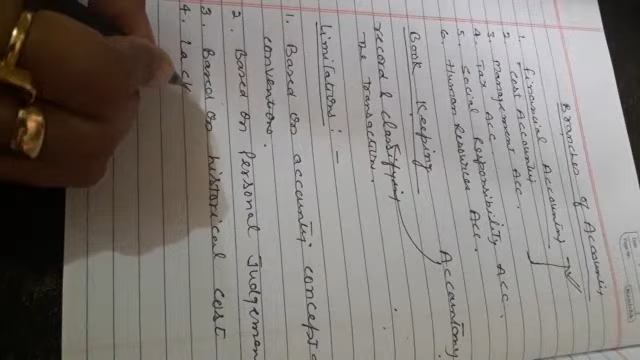 Branches of Accounting
1. Financial Accounting
2. Cost Accounting
3. Management Acc.
4. Tax Acc.
5. Social Responsibility Acc.
6. Human Resources Acc.
Book Keeping Accountancy
record & classifying
The Transaction.
Limitations:-
1. Based on accounting concepts
conventions.
2. Based on Personal Judgemen
3. Based on historical cost
4. Lack